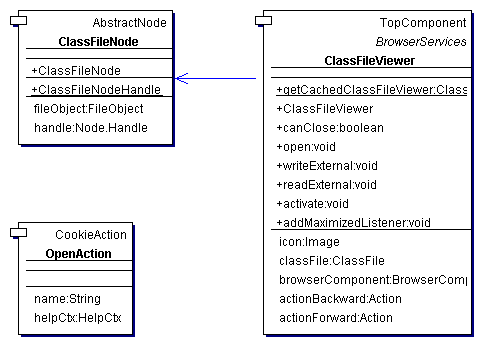 AbstractNode
ClassFileNode
+ClassFileNode
+ClassFileNodeHandle
fileObject:FileObject
handle:Node.Handle
TopComponent
BrowserServices
ClassFileViewer
+getCachedClassFileViewer:Class
+ClassFileViewer
+canClose:boolean
+open:void
+writeExternal:void
+readExternal:void
+activate:void
+addMaximizedListener:void
icon:Image
classFile:ClassFile
browserComponent:BrowserComp
actionBackward:Action
actionForward:Action
CookieAction
OpenAction
name:String
helpCtx:HelpCtx